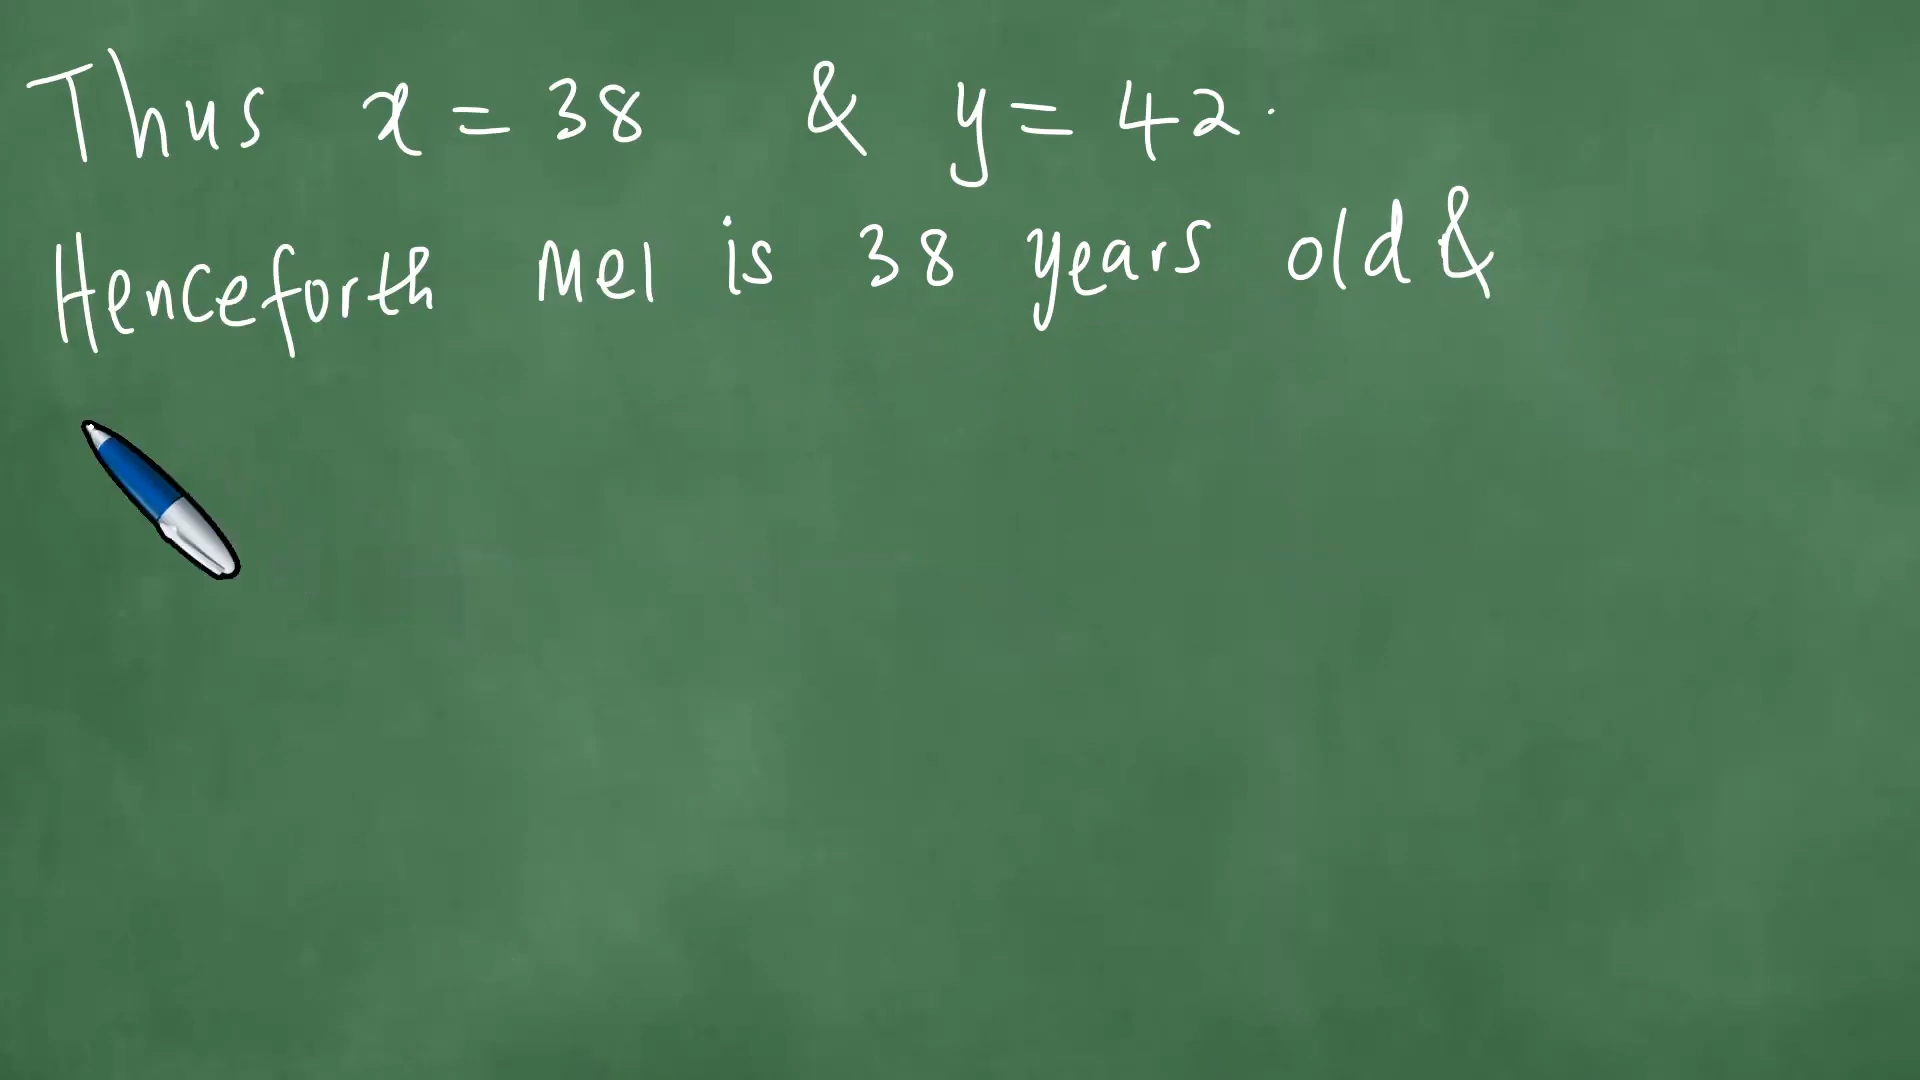 Thus x = 38 & y = 42.
Henceforth Mel is 38 years old &